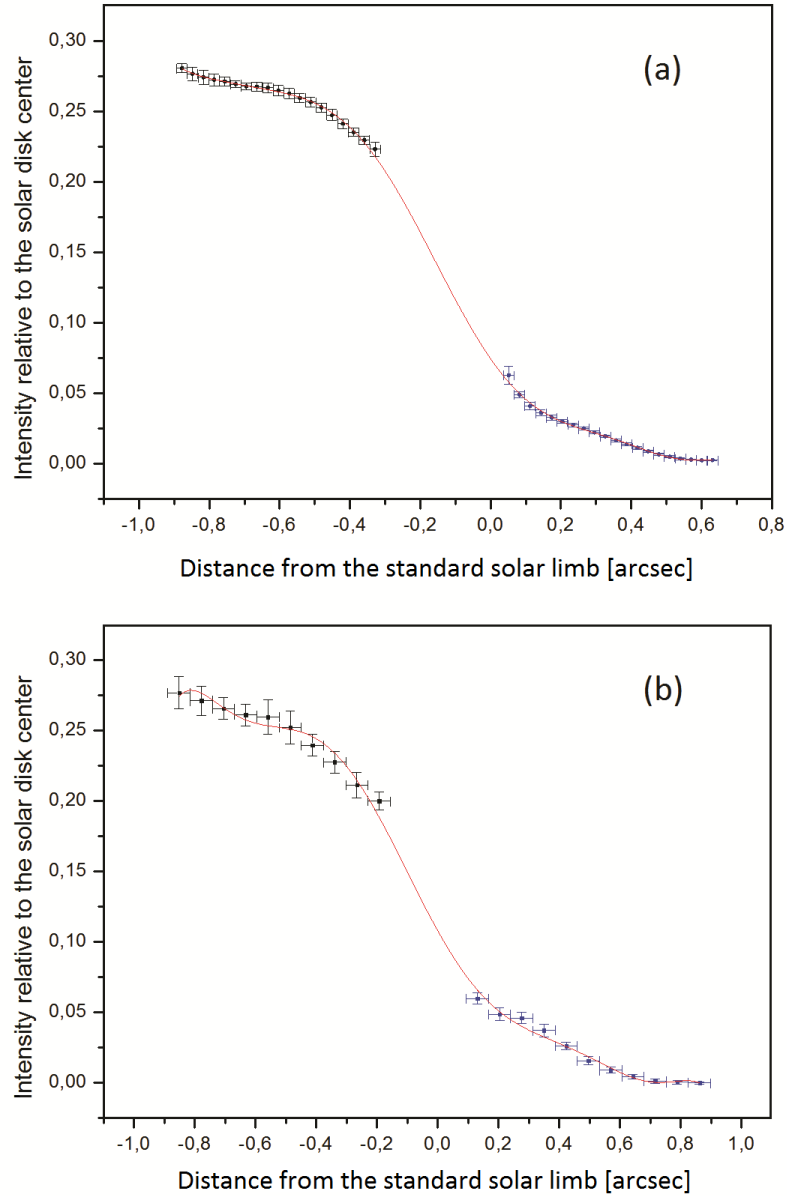 (a)
Intensity relative to the solar disk center
0,30
0,25
0,20
0,15
0,10
0,05
0,00
-1,0 -0,8 -0,6 -0,4 -0,2 0,0 0,2 0,4 0,6 0,8
Distance from the standard solar limb [arcsec]
(b)
Intensity relative to the solar disk center
0,30
0,25
0,20
0,15
0,10
0,05
0,00
-1,0 -0,8 -0,6 -0,4 -0,2 0,0 0,2 0,4 0,6 0,8 1,0
Distance from the standard solar limb [arcsec]